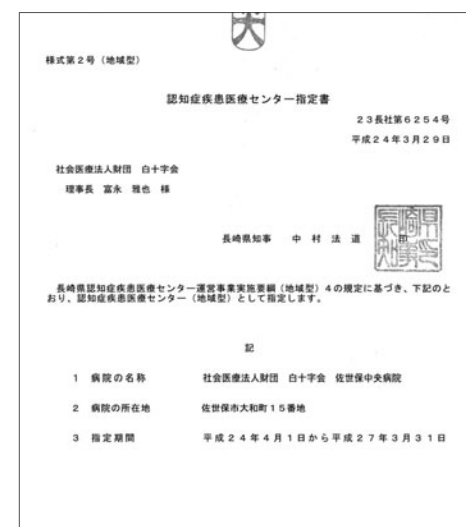 様式第2号(地域型)
認知症疾患医療センター指定書
23長社第6254号
平成24年3月29日
社会医療法人財団 白十字会
理事長 富永 雅也 様
長崎県知事 中村法道 印
長崎県認知症疾患医療センター運営事業実施要綱(地域型)4の規定に基づき、下記のと
おり、認知症疾患医療センター(地域型)として指定します。
記
1 病院の名称 社会医療法人財団 白十字会 佐世保中央病院
2 病院の所在地 佐世保市大和町15番地
3 指定期間 平成24年4月1日から平成27年3月31日